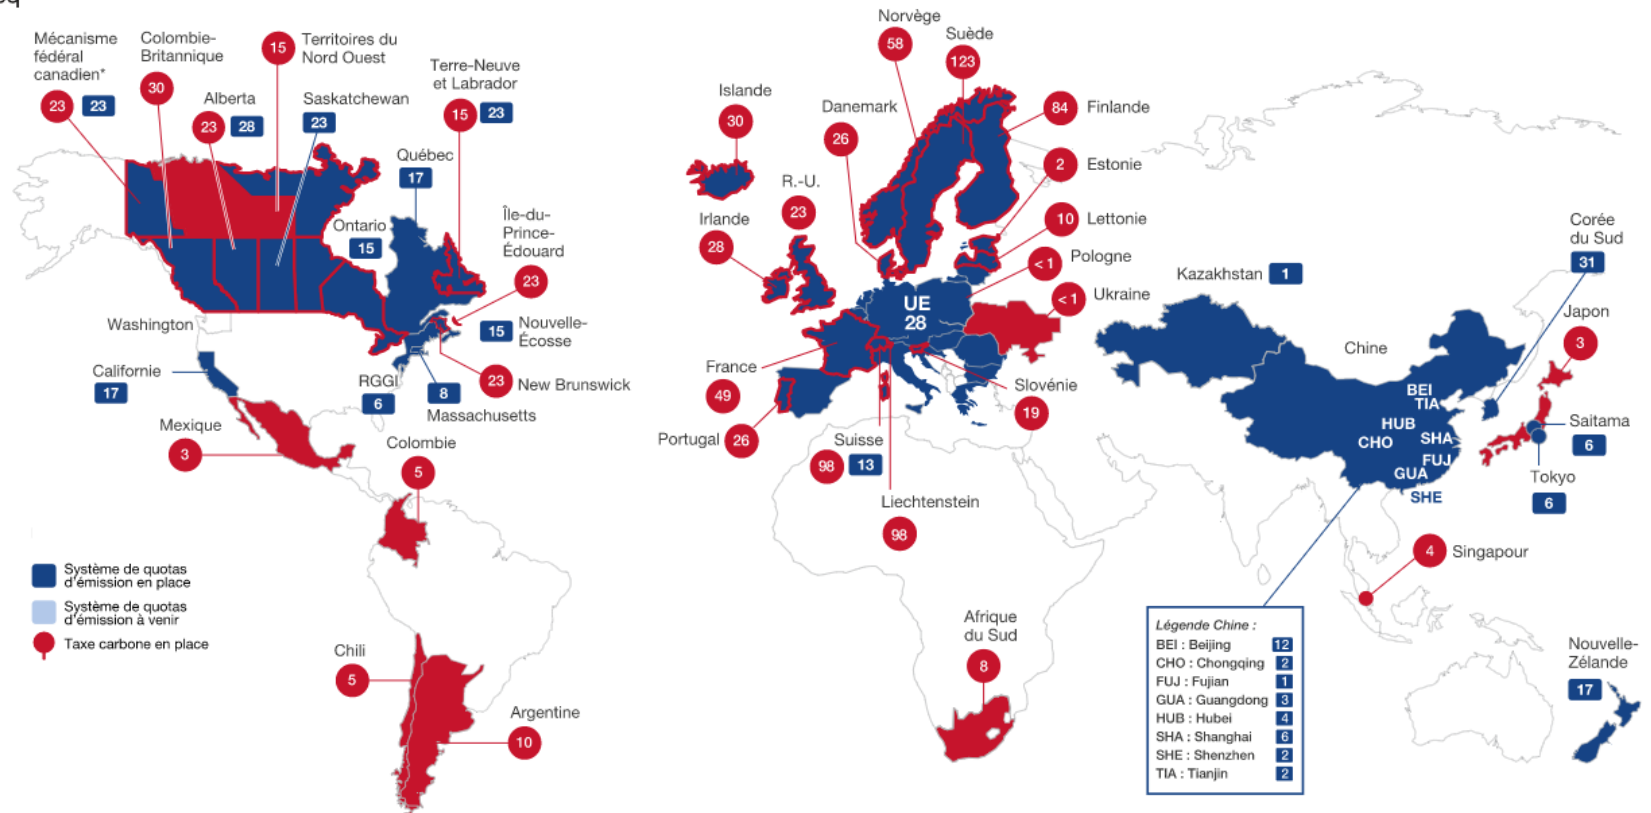 Mécanisme
fédéral
canadien*
23
23
Colombie-
Britannique
30
15
Territoires du
Nord Ouest
Alberta
23
28
Saskatchewan
23
Terre-Neuve
et Labrador
15
23
Québec
17
Ontario
15
Île-du-
Prince-
Édouard
23
15
Nouvelle-
Écosse
23
New Brunswick
Washington
Californie
17
RGGI
6
8
Massachusetts
Mexique
3
Colombie
5
Chili
5
Argentine
10
Système de quotas
d'émission en place
Système de quotas
d'émission à venir
Taxe carbone en place
Norvège
58
Suède
123
Islande
30
Danemark
26
84
Finlande
2
Estonie
R.-U.
23
Irlande
28
10
Lettonie
< 1
Pologne
< 1
Ukraine
UE
28
France
49
Slovénie
19
Portugal
26
Suisse
98
13
Liechtenstein
98
Afrique
du Sud
8
Kazakhstan
1
Chine
Corée
du Sud
31
Japon
3
BEI
TIA
HUB
CHO
SHA
FUJ
GUA
SHE
Saitama
6
Tokyo
6
4
Singapour
Légende Chine :
BEI : Beijing 12
CHO : Chongqing 2
FUJ : Fujian 1
GUA : Guangdong 3
HUB : Hubei 4
SHA : Shanghai 6
SHE : Shenzhen 2
TIA : Tianjin 2
Nouvelle-
Zélande
17